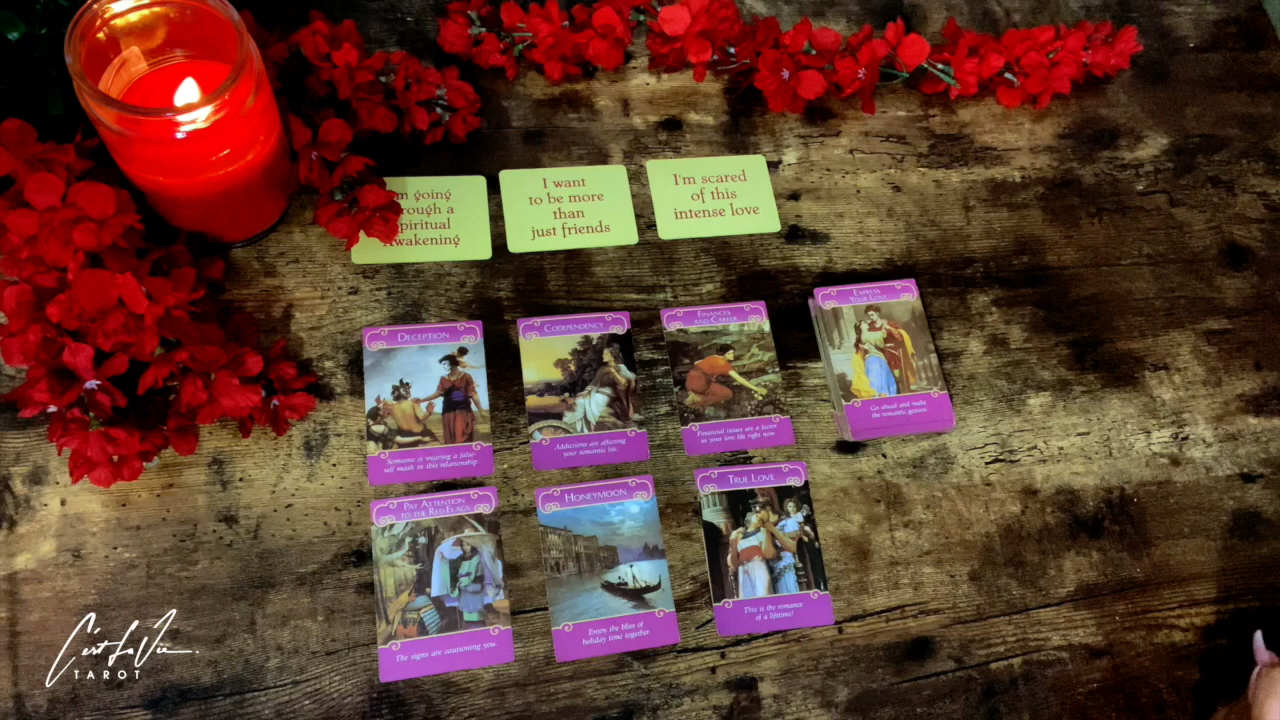 going
through a
Spiritual
Awakening
I want
to be more
than
just friends
I'm scared
of this
intense love
DECEPTION
Someone is wearing a false-
self mask in this relationship.
CODEPENDENCY
Addictions are affecting
your romantic life.
FINANCES
AND CAREER
Financial issues are a factor
in your love life right now
EXPRESS
YOUR LOVE
Go ahead and make
the romantic gesture.
PAY ATTENTION
TO THE RED FLAGS
The signs are cautioning you.
HONEYMOON
Enjoy the bliss of
holiday time together.
TRUE LOVE
This is the romance
of a lifetime!
C'est La Vie
TAROT